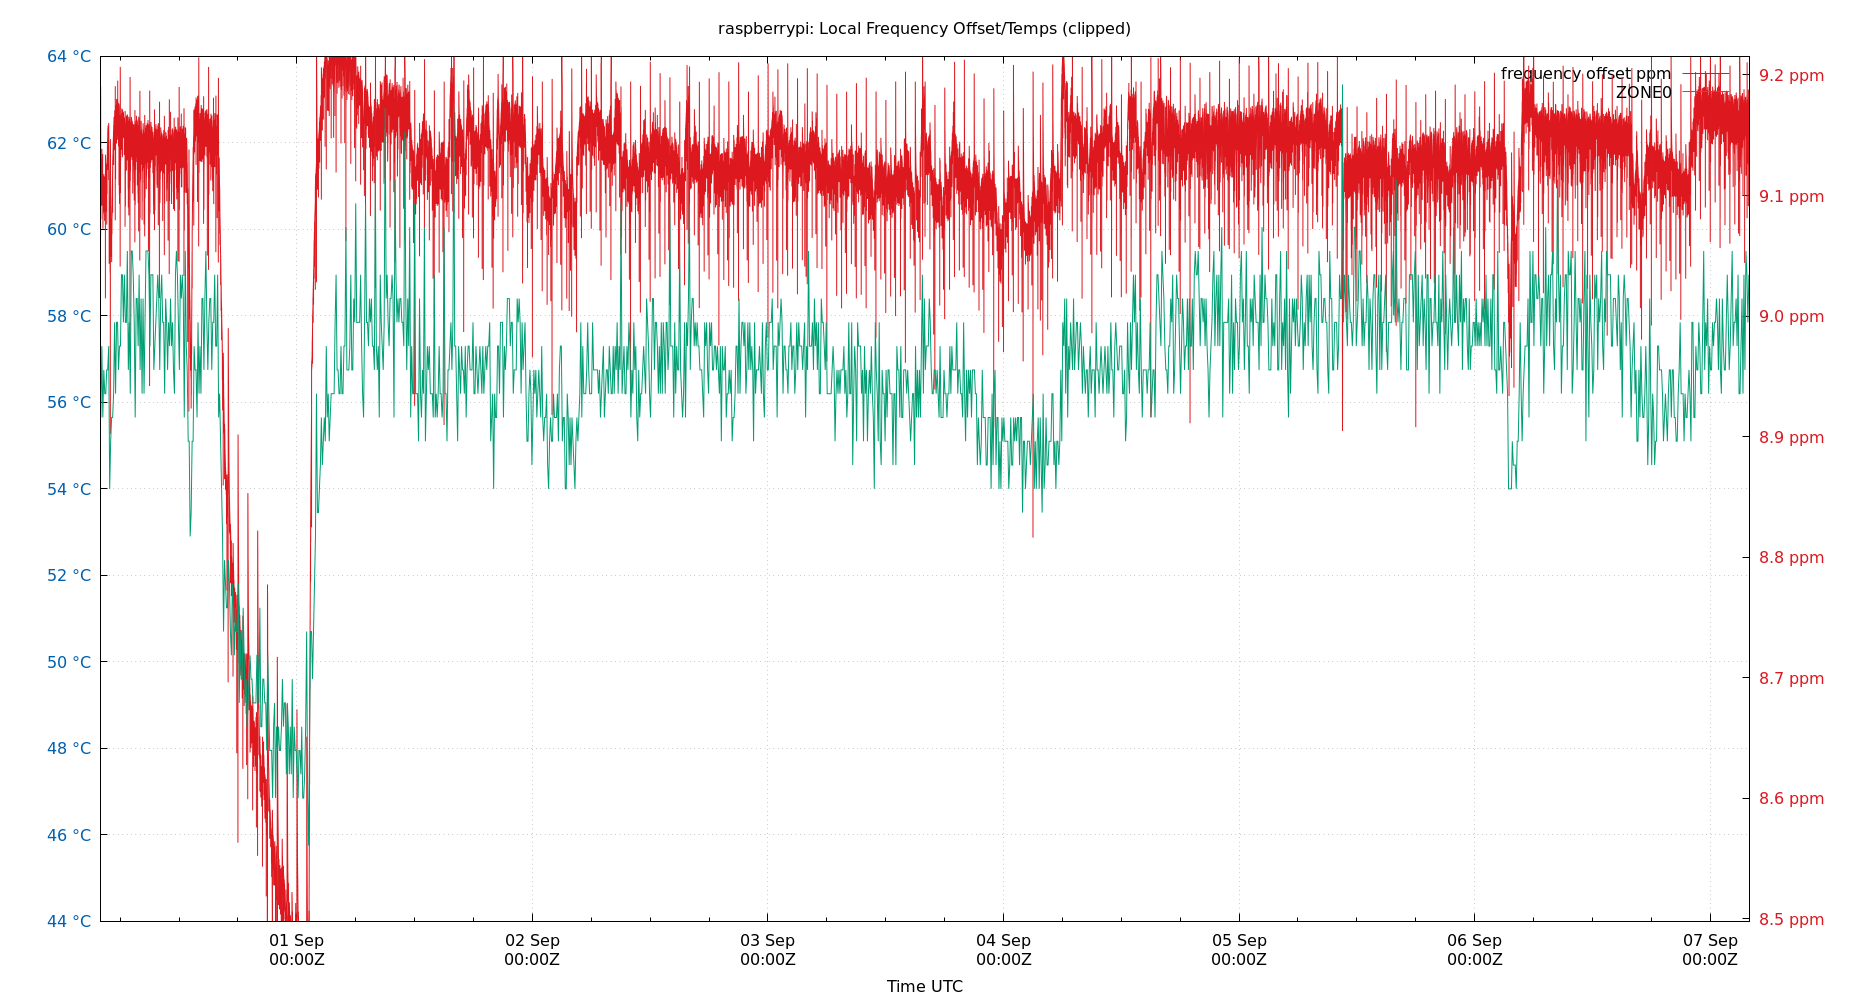 raspberrypi: Local Frequency Offset/Temps (clipped)
frequency offset ppm
ZONE0
64 °C
62 °C
60 °C
58 °C
56 °C
54 °C
52 °C
50 °C
48 °C
46 °C
44 °C
9.2 ppm
9.1 ppm
9.0 ppm
8.9 ppm
8.8 ppm
8.7 ppm
8.6 ppm
8.5 ppm
01 Sep 02 Sep 03 Sep 04 Sep 05 Sep 06 Sep 07 Sep
00:00Z 00:00Z 00:00Z 00:00Z 00:00Z 00:00Z 00:00Z
Time UTC